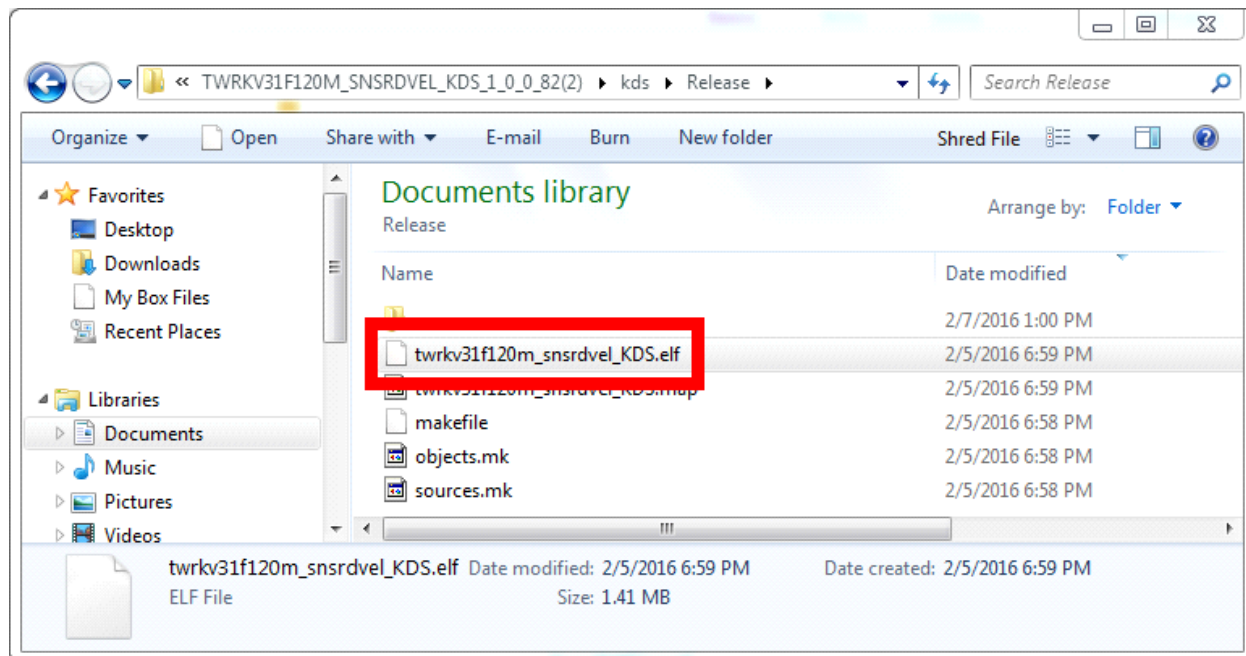 « TWRKV31F120M_SNSRDVEL_KDS_1_0_0_82(2) ▸ kds ▸ Release ▸ Search Release
Organize Open Share with E-mail Burn New folder Shred File
Favorites
Desktop
Downloads
My Box Files
Recent Places
Libraries
Documents
Music
Pictures
Videos
Documents library
Release
Arrange by: Folder
Name Date modified
2/7/2016 1:00 PM
twrkv31f120m_snsrdvel_KDS.elf 2/5/2016 6:59 PM
twrkv31f120m_snsrdvel_KDS.map 2/5/2016 6:59 PM
makefile 2/5/2016 6:58 PM
objects.mk 2/5/2016 6:58 PM
sources.mk 2/5/2016 6:58 PM
twrkv31f120m_snsrdvel_KDS.elf Date modified: 2/5/2016 6:59 PM Date created: 2/5/2016 6:59 PM
ELF File Size: 1.41 MB